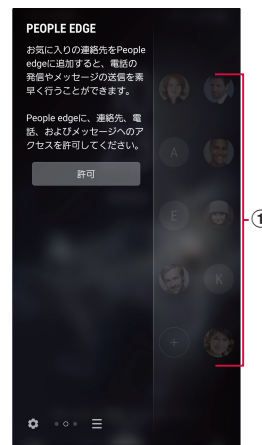 PEOPLE EDGE
お気に入りの連絡先をPeople
edgeに追加すると、電話の
発信やメッセージの送信を素
早く行うことができます。
People edgeに、連絡先、電
話、およびメッセージへのア
クセスを許可してください。
許可
A
E
K
①